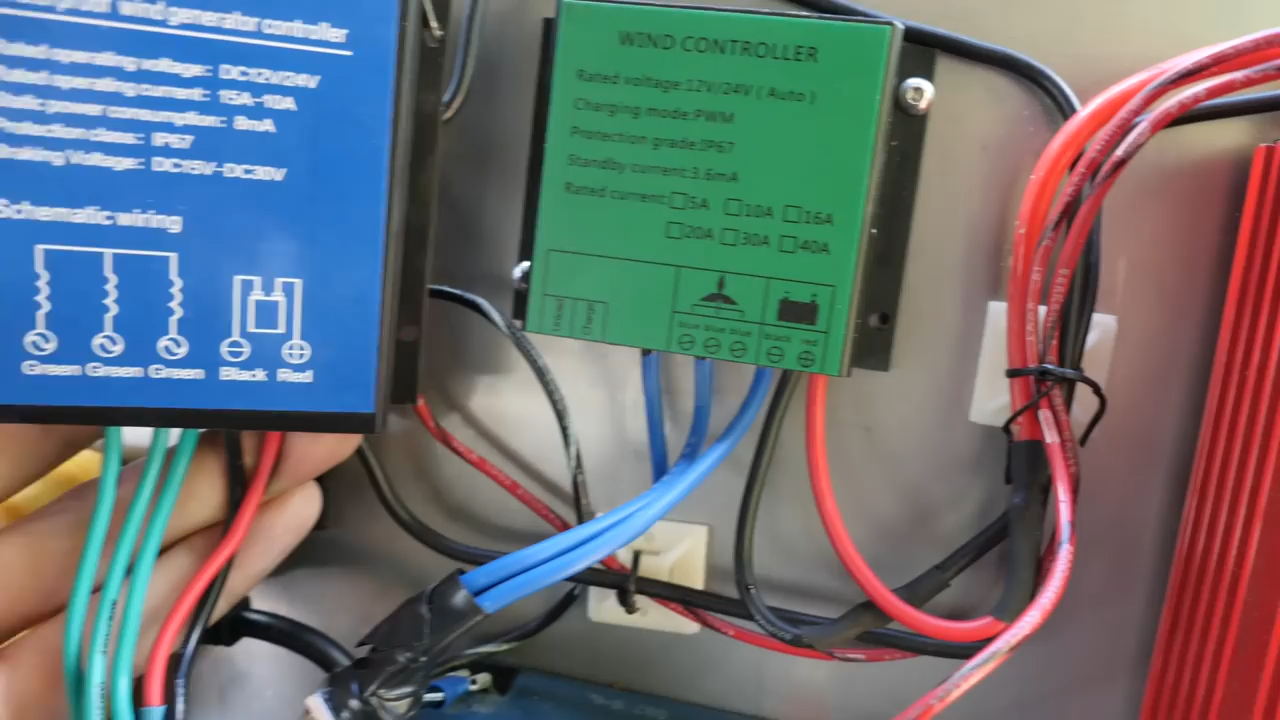 wind generator controller
Rated operating voltage: DC12V/24V
Rated operating current: 15A-10A
Static power consumption: 8mA
Protection class: IP67
Working Voltage: DC15V-DC30V
Schematic wiring
Green Green Green Black Red
WIND CONTROLLER
Rated voltage:12V/24V ( Auto )
Charging mode:PWM
Protection grade:IP67
Standby current:3.6mA
Rated current:□5A □10A □16A
□20A □30A □40A
blue blue blue black red